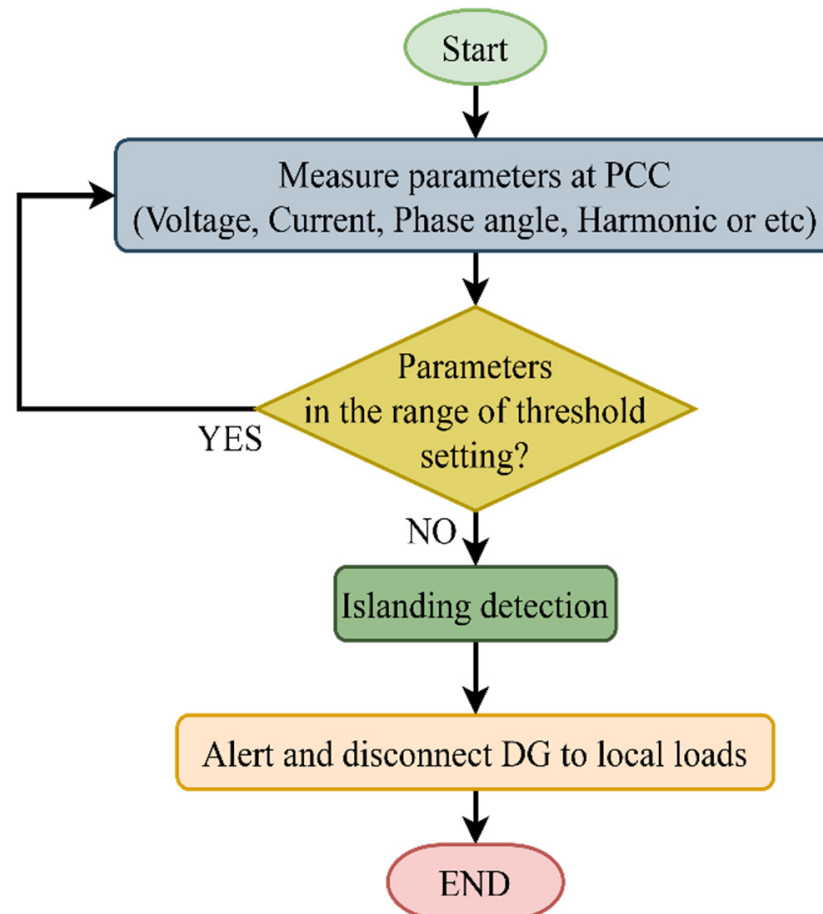 Start
Measure parameters at PCC
(Voltage, Current, Phase angle, Harmonic or etc)
Parameters
in the range of threshold
setting?
YES
NO
Islanding detection
Alert and disconnect DG to local loads
END